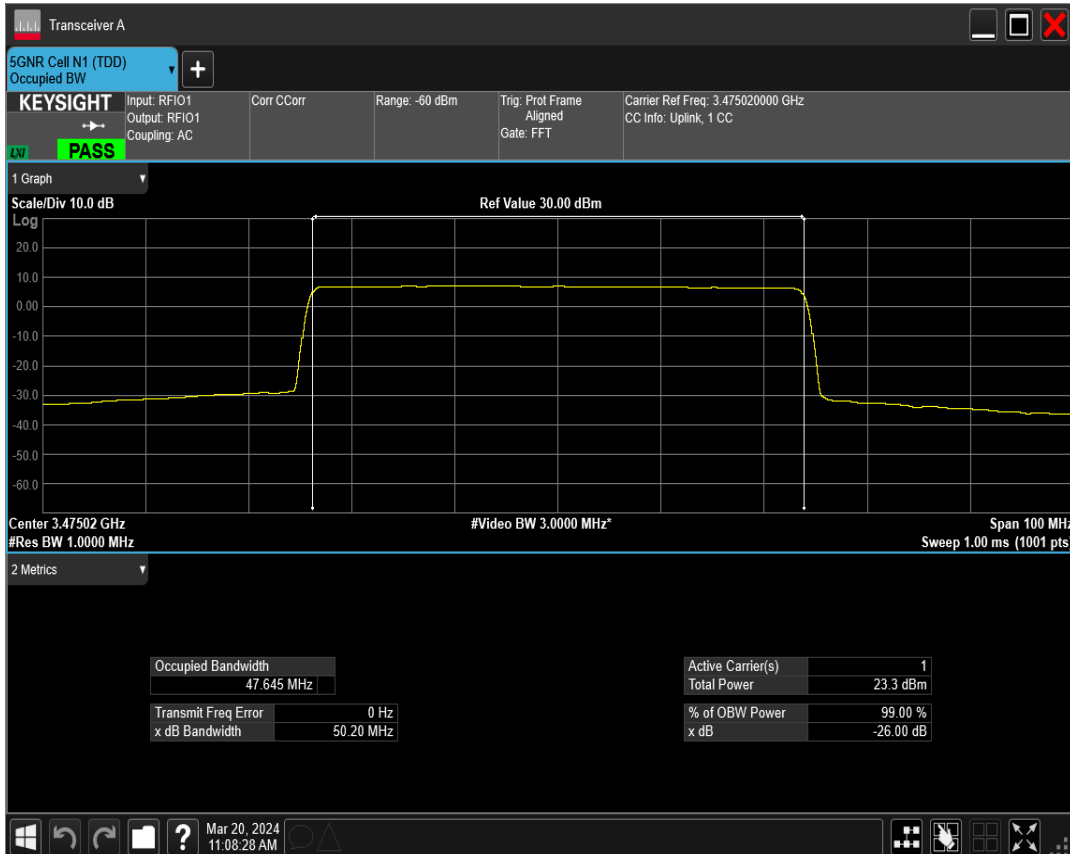 Transceiver A
5GNR Cell N1 (TDD)
Occupied BW
+
KEYSIGHT
LXI
PASS
Input: RFIO1
Output: RFIO1
Coupling: AC
Corr CCorr
Range: -60 dBm
Trig: Prot Frame
Aligned
Gate: FFT
Carrier Ref Freq: 3.475020000 GHz
CC Info: Uplink, 1 CC
1 Graph
Scale/Div 10.0 dB
Ref Value 30.00 dBm
Log
20.0
10.0
0.00
-10.0
-20.0
-30.0
-40.0
-50.0
-60.0
Center 3.47502 GHz
#Video BW 3.0000 MHz*
Span 100 MHz
#Res BW 1.0000 MHz
Sweep 1.00 ms (1001 pts)
2 Metrics
Occupied Bandwidth
47.645 MHz
Transmit Freq Error 0 Hz
x dB Bandwidth 50.20 MHz
Active Carrier(s) 1
Total Power 23.3 dBm
% of OBW Power 99.00 %
x dB -26.00 dB
?
Mar 20, 2024
11:08:28 AM